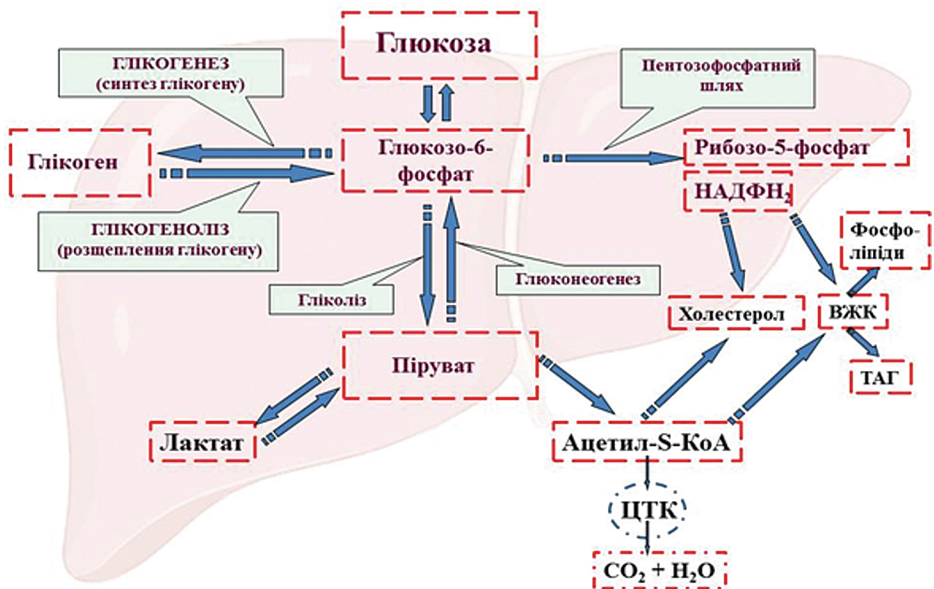 Глюкоза
ГЛІКОГЕНЕЗ
(синтез глікогену)
Пентозофосфатний
шлях
Глікоген
Глюкозо-6-
фосфат
Рибозо-5-фосфат
НАДФН₂
ГЛІКОГЕНОЛІЗ
(розщеплення глікогену)
Фосфо-
ліпіди
Гліколіз
Глюконеогенез
Холестерол
ВЖК
Піруват
ТАГ
Лактат
Ацетил-S-КоА
ЦТК
CO₂ + H₂O